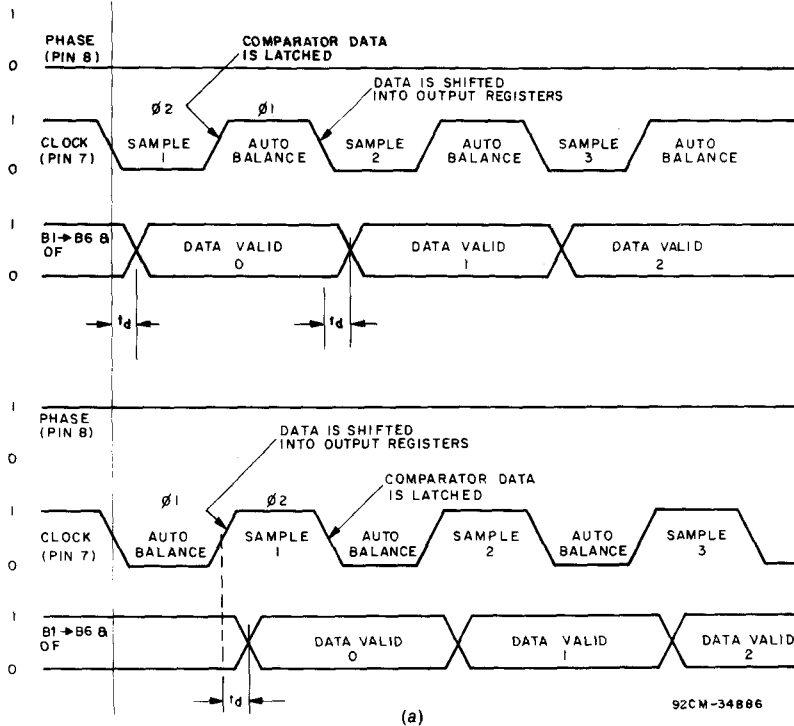 1
PHASE
(PIN 8)
0
COMPARATOR DATA
IS LATCHED
DATA IS SHIFTED
INTO OUTPUT REGISTERS
ø2
ø1
1
CLOCK
(PIN 7)
0
SAMPLE
1
AUTO
BALANCE
SAMPLE
2
AUTO
BALANCE
SAMPLE
3
AUTO
BALANCE
1
B1→B6 &
OF
0
DATA VALID
0
DATA VALID
1
DATA VALID
2
td
td
1
PHASE
(PIN 8)
0
DATA IS SHIFTED
INTO OUTPUT REGISTERS
COMPARATOR DATA
IS LATCHED
ø1
ø2
1
CLOCK
(PIN 7)
0
AUTO
BALANCE
SAMPLE
1
AUTO
BALANCE
SAMPLE
2
AUTO
BALANCE
SAMPLE
3
1
B1→B6 &
OF
0
DATA VALID
0
DATA VALID
1
DATA VALID
2
td
(a)
92CM-34886